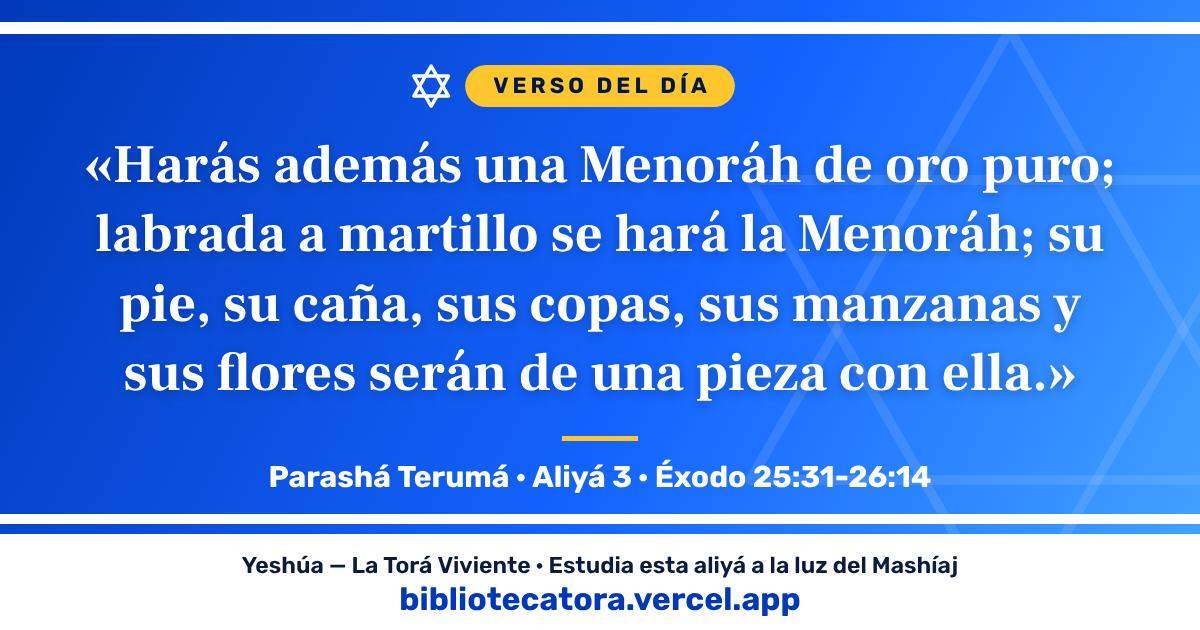 VERSO DEL DÍA
«Harás además una Menoráh de oro puro;
labrada a martillo se hará la Menoráh; su
pie, su caña, sus copas, sus manzanas y
sus flores serán de una pieza con ella.»
Parashá Terumá • Aliyá 3 • Éxodo 25:31-26:14
Yeshúa — La Torá Viviente • Estudia esta aliyá a la luz del Mashíaj
bibliotecatora.vercel.app